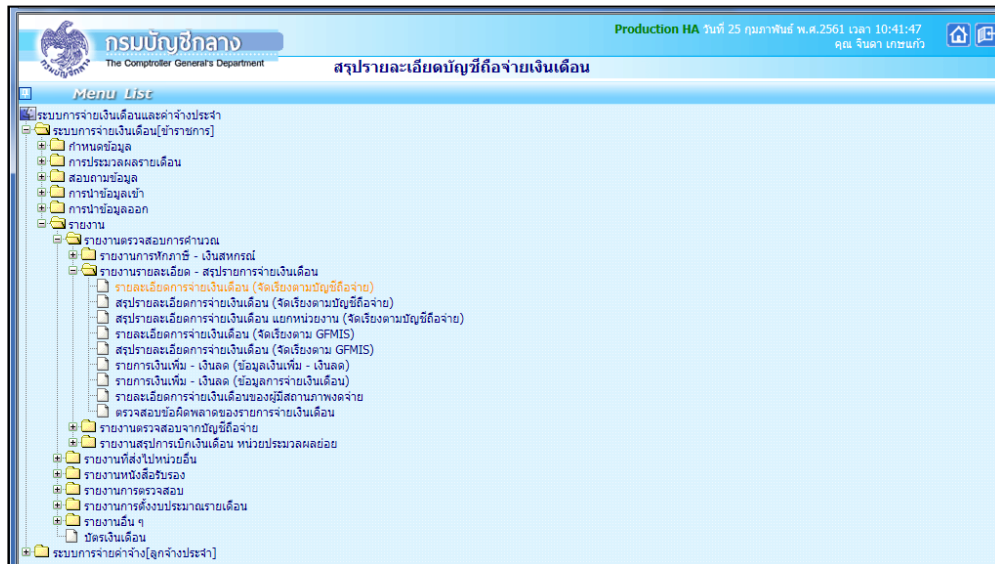 กรมบัญชีกลาง
The Comptroller General's Department
Production HA วันที่ 25 กุมภาพันธ์ พ.ศ.2561 เวลา 10:41:47
คุณ จินดา เกษแก้ว
สรุปรายละเอียดบัญชีถือจ่ายเงินเดือน
Menu List
ระบบการจ่ายเงินเดือนและค่าจ้างประจำ
ระบบการจ่ายเงินเดือน[ข้าราชการ]
กำหนดข้อมูล
การประมวลผลรายเดือน
สอบถามข้อมูล
การนำข้อมูลเข้า
การนำข้อมูลออก
รายงาน
รายงานตรวจสอบการคำนวณ
รายงานการหักภาษี - เงินสหกรณ์
รายงานรายละเอียด - สรุปรายการจ่ายเงินเดือน
รายละเอียดการจ่ายเงินเดือน (จัดเรียงตามบัญชีถือจ่าย)
สรุปรายละเอียดการจ่ายเงินเดือน (จัดเรียงตามบัญชีถือจ่าย)
สรุปรายละเอียดการจ่ายเงินเดือน แยกหน่วยงาน (จัดเรียงตามบัญชีถือจ่าย)
รายละเอียดการจ่ายเงินเดือน (จัดเรียงตาม GFMIS)
สรุปรายละเอียดการจ่ายเงินเดือน (จัดเรียงตาม GFMIS)
รายการเงินเพิ่ม - เงินลด (ข้อมูลเงินเพิ่ม - เงินลด)
รายการเงินเพิ่ม - เงินลด (ข้อมูลการจ่ายเงินเดือน)
รายละเอียดการจ่ายเงินเดือนของผู้มีสถานภาพงดจ่าย
ตรวจสอบข้อผิดพลาดของรายการจ่ายเงินเดือน
รายงานตรวจสอบจากบัญชีถือจ่าย
รายงานสรุปการเบิกเงินเดือน หน่วยประมวลผลย่อย
รายงานที่ส่งไปหน่วยอื่น
รายงานหนังสือรับรอง
รายงานการตรวจสอบ
รายงานการตั้งงบประมาณรายเดือน
รายงานอื่น ๆ
บัตรเงินเดือน
ระบบการจ่ายค่าจ้าง[ลูกจ้างประจำ]